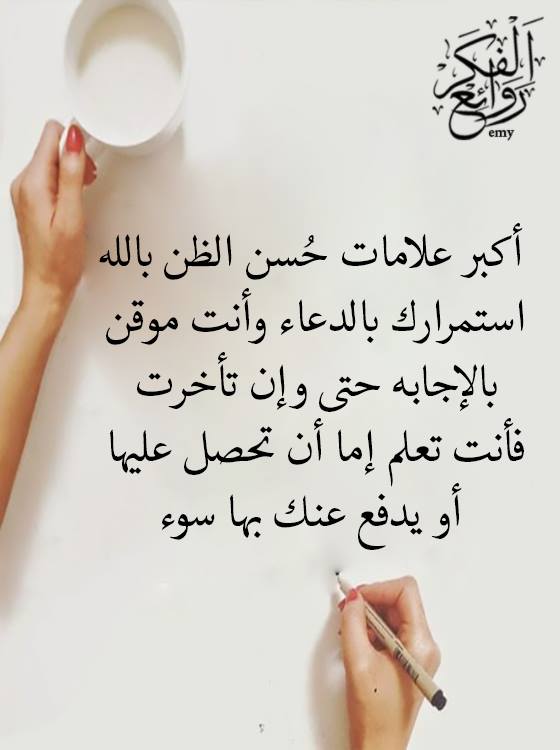 روائع الفكر
emy
أكبر علامات حُسن الظن بالله
استمرارك بالدعاء وأنت موقن
بالإجابه حتى وإن تأخرت
فأنت تعلم إما أن تحصل عليها
أو يدفع عنك بها سوء